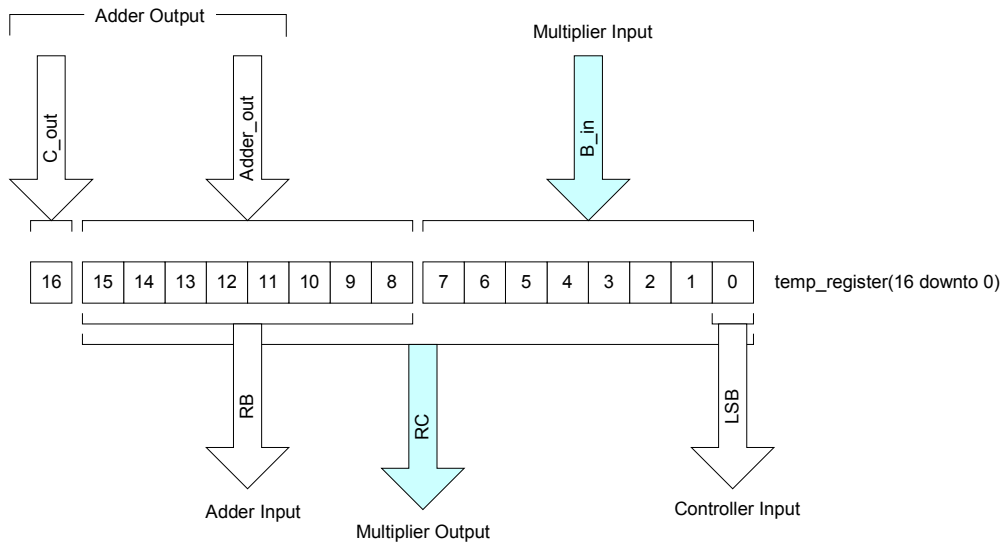 Adder Output
Multiplier Input
C_out
Adder_out
B_in
16 15 14 13 12 11 10 9 8 7 6 5 4 3 2 1 0 temp_register(16 downto 0)
RB
RC
LSB
Adder Input
Multiplier Output
Controller Input